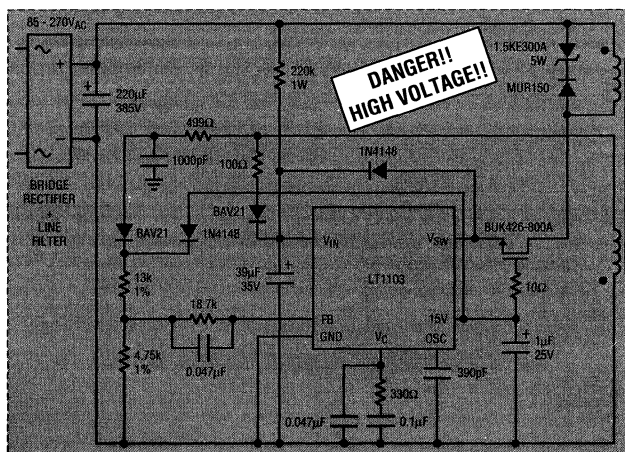 85 - 270VAC
220µF
385V
BRIDGE
RECTIFIER
+
LINE
FILTER
+
−
+
220k
1W
DANGER!!
HIGH VOLTAGE!!
1.5KE300A
5W
MUR150
499Ω
1000pF
100Ω
1N4148
BAV21
BAV21
1N4148
BUK426-800A
VIN
VSW
LT1103
39µF
35V
+
10Ω
13k
1%
18.7k
FB
GND
15V
VC
OSC
0.047µF
4.75k
1%
+
1µF
25V
390pF
330Ω
0.047µF
0.1µF